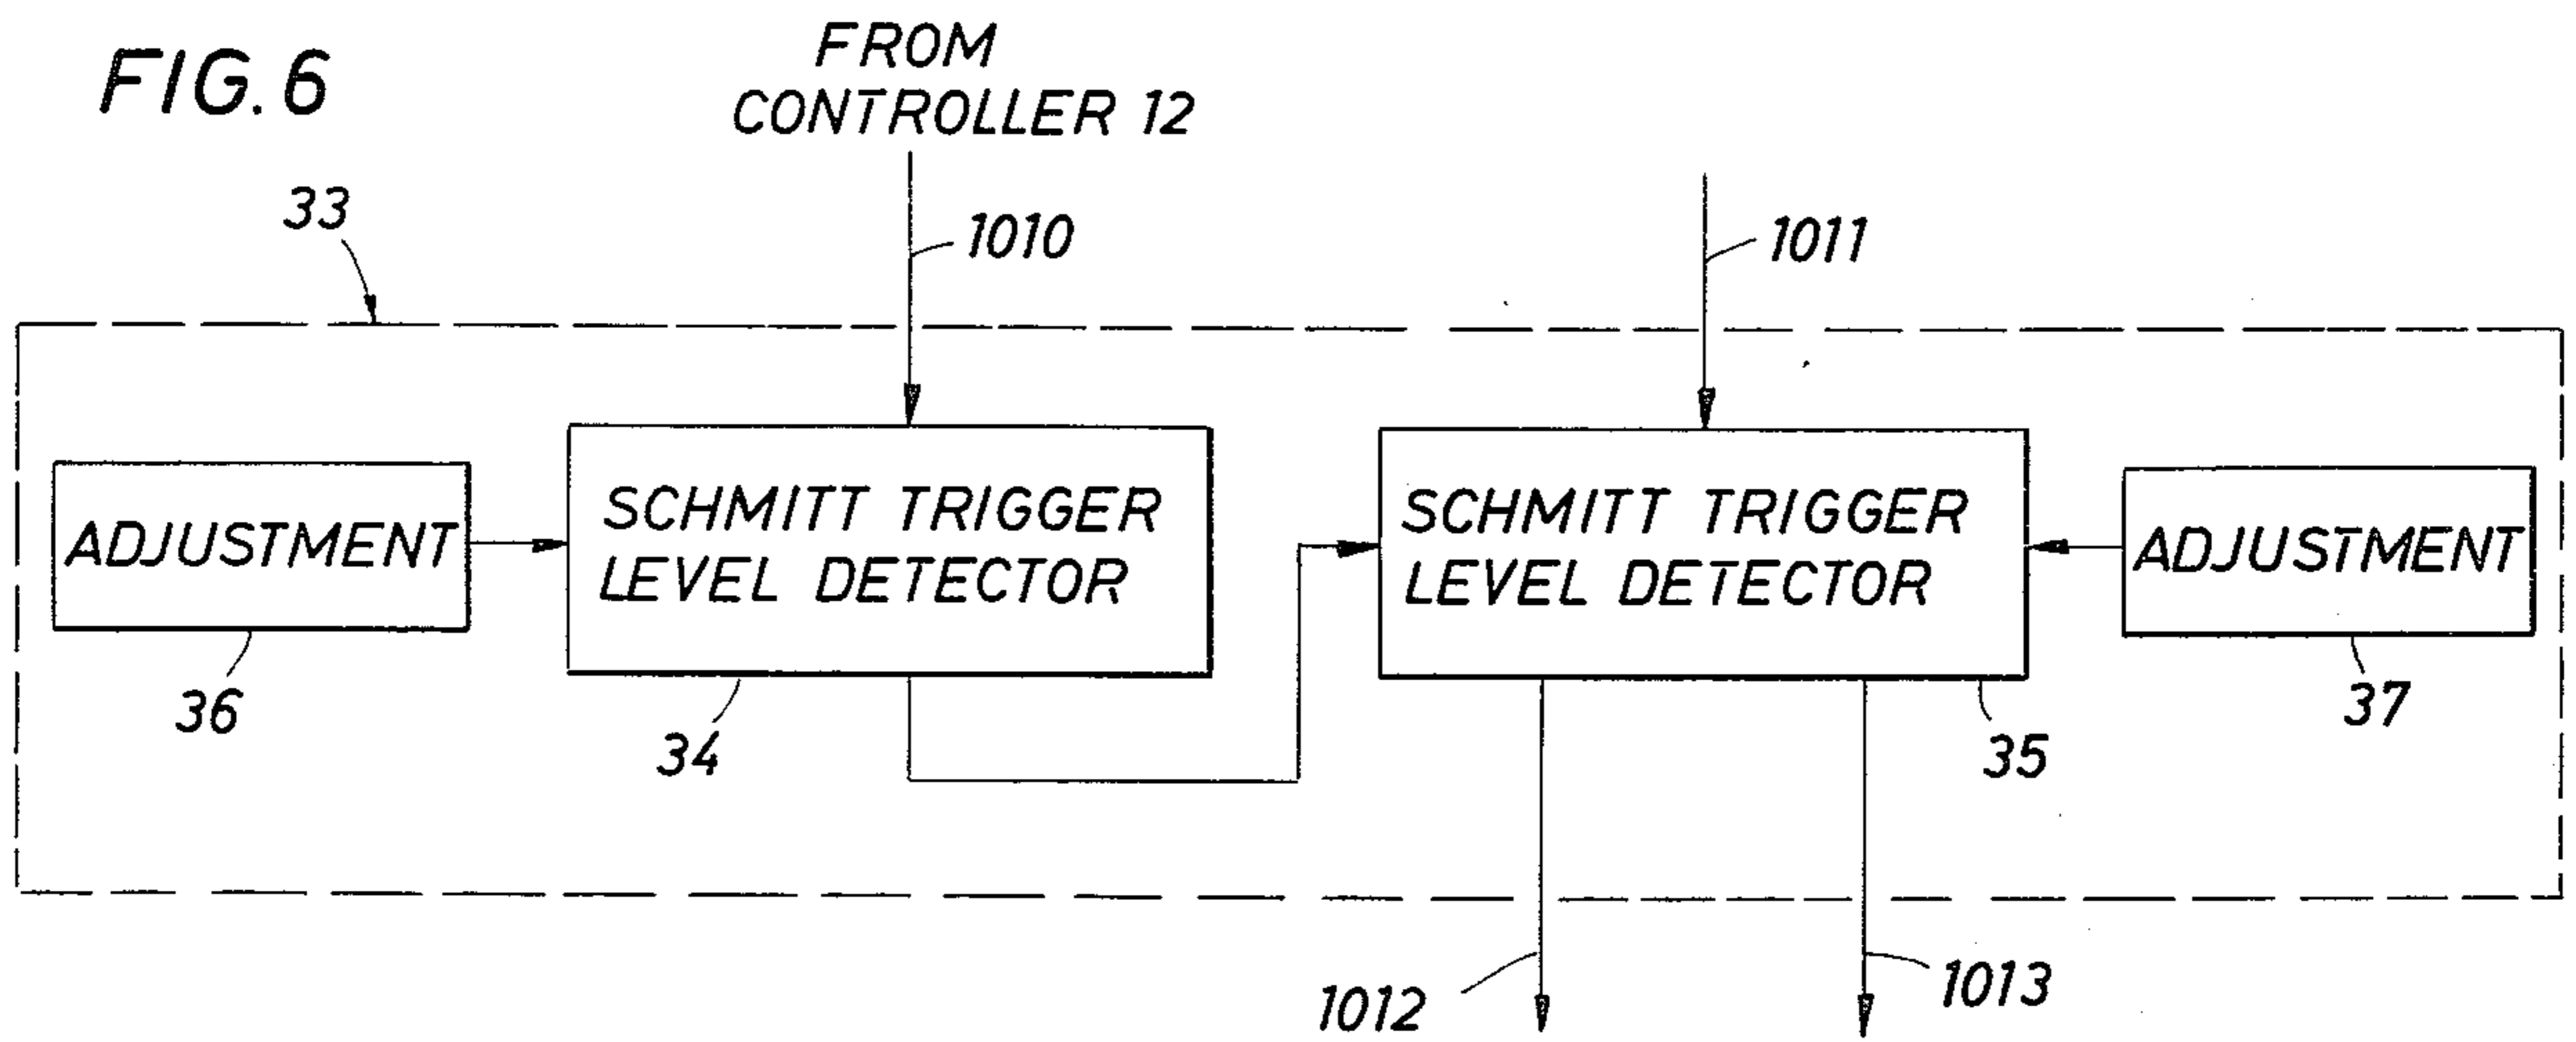 FIG. 6
FROM
CONTROLLER 12
33
1010
1011
ADJUSTMENT
SCHMITT TRIGGER
LEVEL DETECTOR
SCHMITT TRIGGER
LEVEL DETECTOR
ADJUSTMENT
36
34
35
37
1012
1013